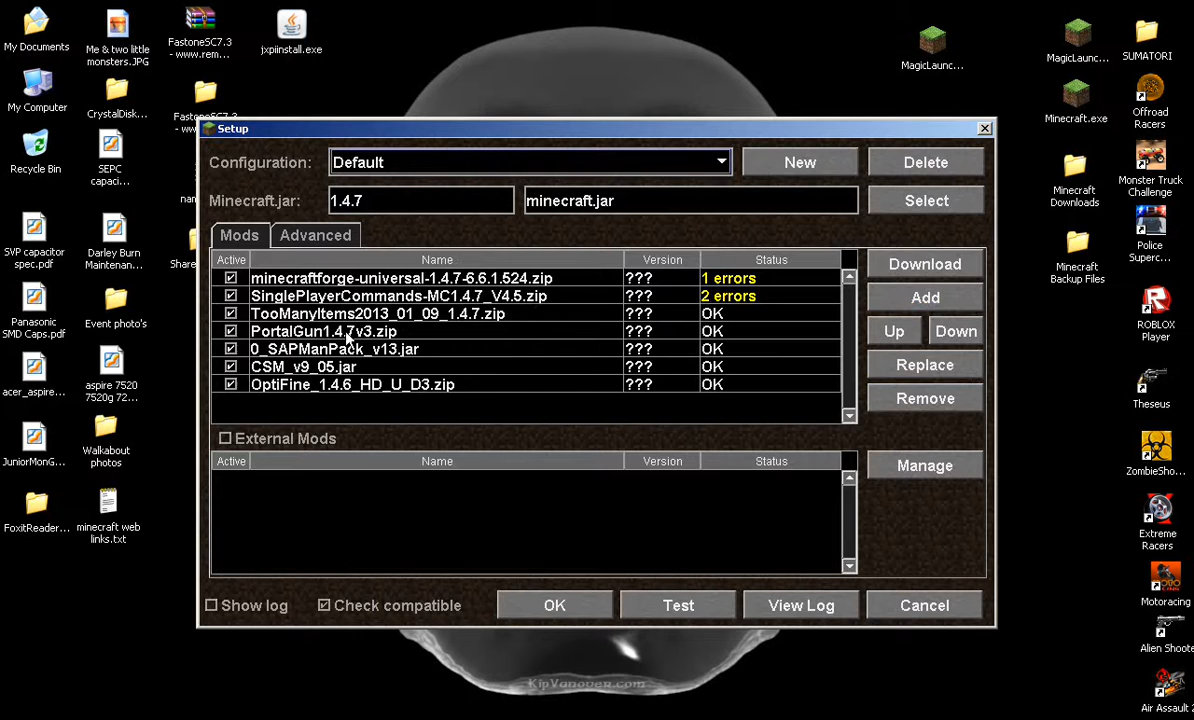 My Documents
Me & two little
monsters.JPG
FastoneSC7.3
- www.rem...
jxpiinstall.exe
MagicLaunc...
MagicLaunc...
SUMATORI
My Computer
CrystalDisk...
FastoneSC7.3
Minecraft.exe
Offroad
Racers
Setup
Configuration:
Default
New
Delete
Recycle Bin
SEPC
capaci...
Minecraft.jar:
1.4.7
minecraft.jar
Select
Minecraft
Downloads
Monster Truck
Challenge
Mods
Advanced
SVP capacitor
spec.pdf
Darley Burn
Maintenan...
Active
Name
Version
Status
Download
Police
Superc...
Minecraft
Backup Files
minecraftforge-universal-1.4.7-6.6.1.524.zip
???
1 errors
SinglePlayerCommands-MC1.4.7_V4.5.zip
???
2 errors
Add
TooManyItems2013_01_09_1.4.7.zip
???
OK
PortalGun1.4.7v3.zip
???
OK
Up
Down
0_SAPManPack_v13.jar
???
OK
CSM_v9_05.jar
???
OK
Replace
OptiFine_1.4.6_HD_U_D3.zip
???
OK
Remove
Panasonic
SMD Caps.pdf
Event photo's
ROBLOX
Player
acer_aspire...
aspire 7520
7520g 72...
Theseus
External Mods
Active
Name
Version
Status
Manage
JuniorMonG...
Walkabout
photos
ZombieSho...
FoxitReader...
minecraft web
links.txt
Extreme
Racers
Show log
Check compatible
OK
Test
View Log
Cancel
Motoracing
Alien Shoote
KipVanover.com
Air Assault 2